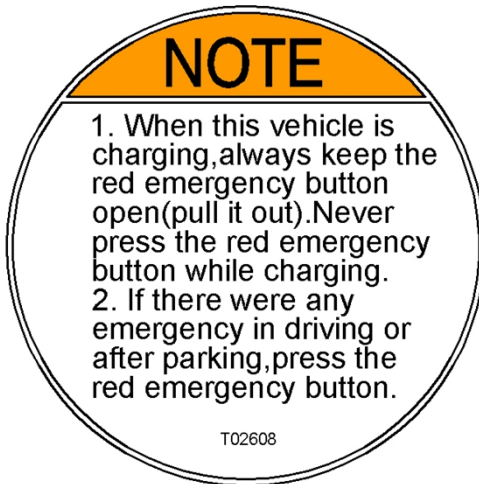 NOTE
1. When this vehicle is
charging,always keep the
red emergency button
open(pull it out).Never
press the red emergency
button while charging.
2. If there were any
emergency in driving or
after parking,press the
red emergency button.
T02608